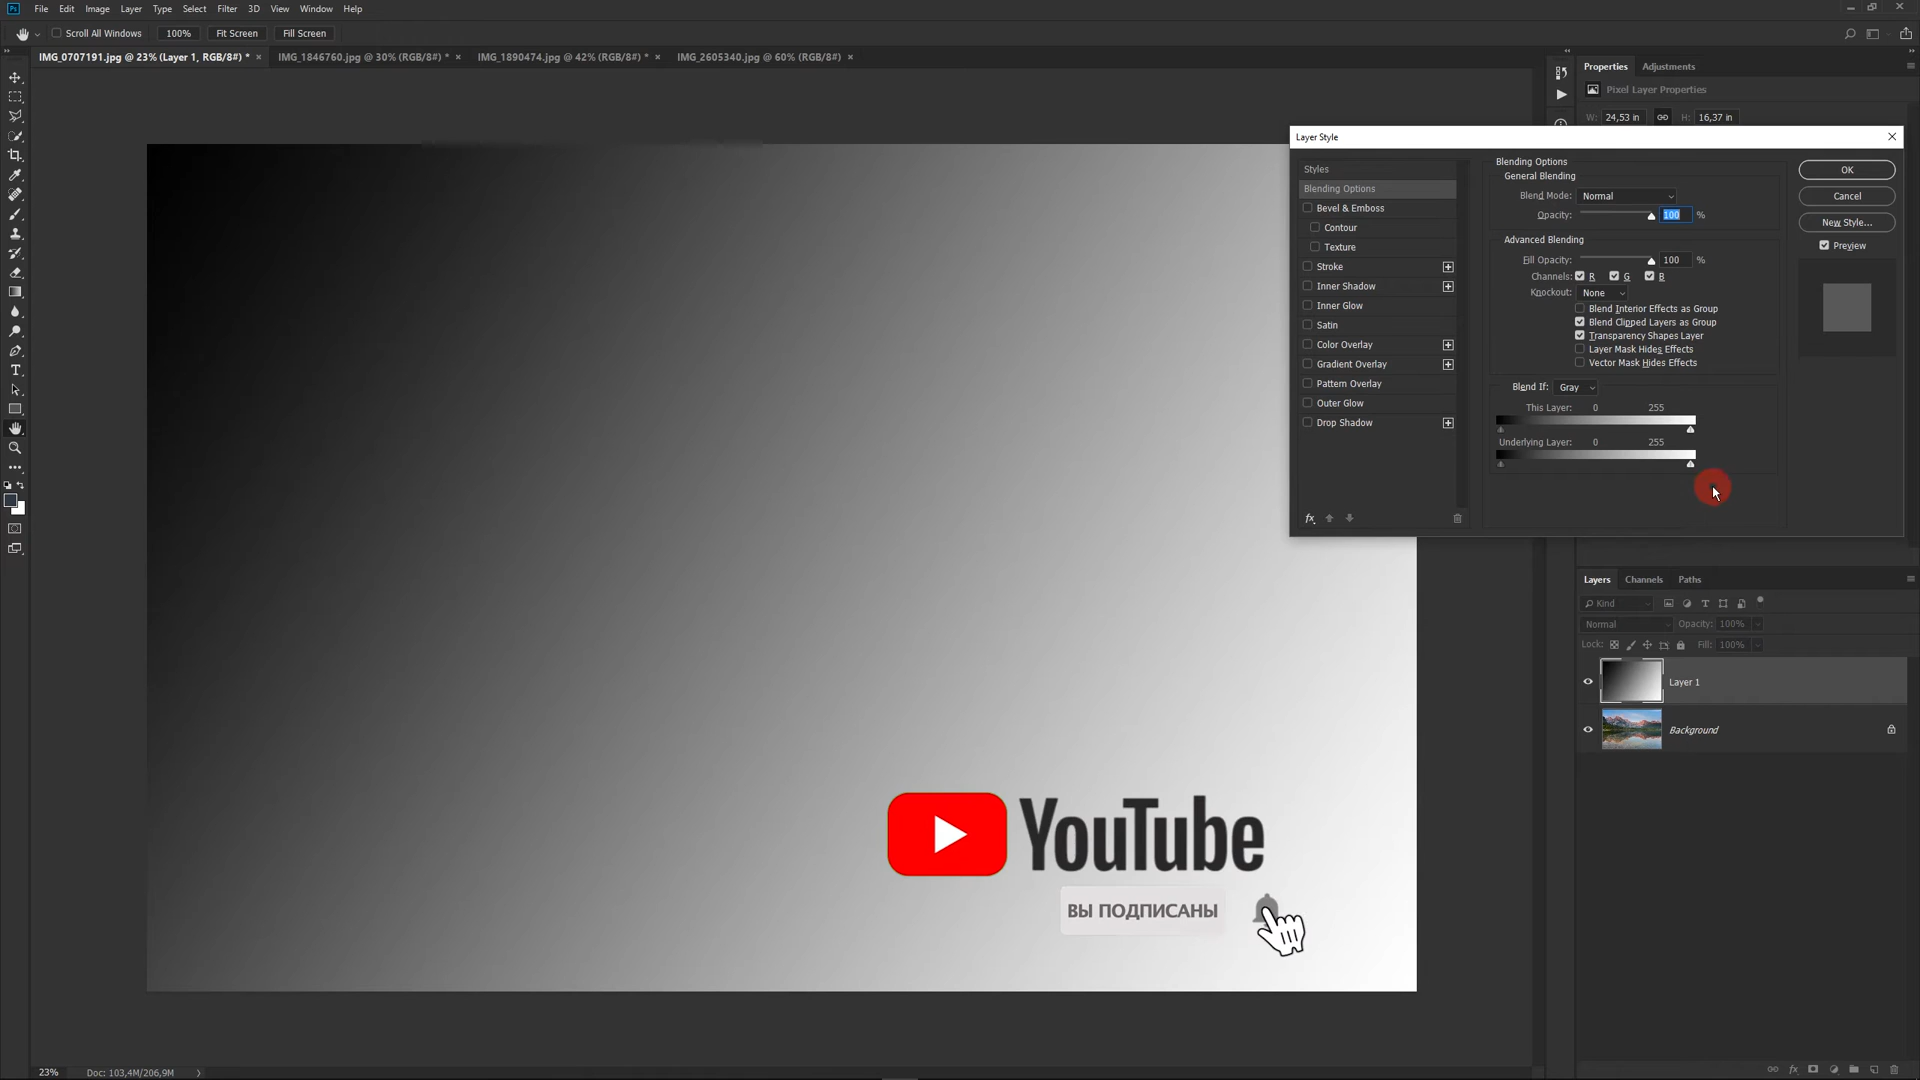 Ps File Edit Image Layer Type Select Filter 3D View Window Help
Scroll All Windows 100% Fit Screen Fill Screen
IMG_0707191.jpg @ 23% (Layer 1, RGB/8#) * × IMG_1846760.jpg @ 30% (RGB/8#) * × IMG_1890474.jpg @ 42% (RGB/8#) * × IMG_2605340.jpg @ 60% (RGB/8#) ×
Properties Adjustments
Pixel Layer Properties
W: 24,53 in H: 16,37 in
Layer Style
Styles
Blending Options
Bevel & Emboss
Contour
Texture
Stroke
Inner Shadow
Inner Glow
Satin
Color Overlay
Gradient Overlay
Pattern Overlay
Outer Glow
Drop Shadow
fx
Blending Options
General Blending
Blend Mode: Normal
Opacity: 100 %
Advanced Blending
Fill Opacity: 100 %
Channels: R G B
Knockout: None
Blend Interior Effects as Group
Blend Clipped Layers as Group
Transparency Shapes Layer
Layer Mask Hides Effects
Vector Mask Hides Effects
Blend If: Gray
This Layer: 0 255
Underlying Layer: 0 255
OK
Cancel
New Style...
Preview
Layers Channels Paths
Kind
Normal Opacity: 100%
Lock: Fill: 100%
Layer 1
Background
YouTube
ВЫ ПОДПИСАНЫ
23% Doc: 103,4M/206,9M